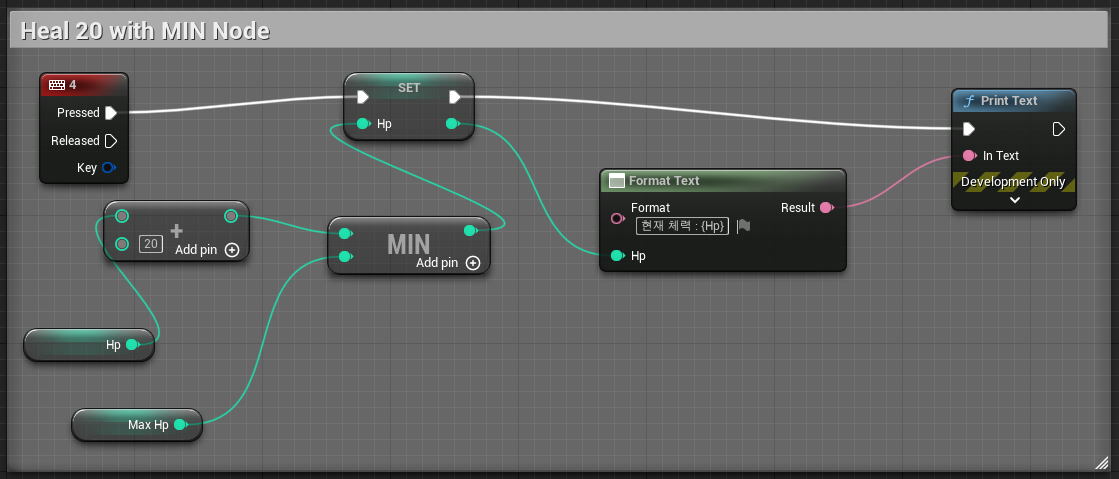 Heal 20 with MIN Node
4
Pressed
Released
Key
SET
Hp
Print Text
In Text
Development Only
Format Text
Format
현재 체력 : {Hp}
Result
Hp
+
20
Add pin
MIN
Add pin
Hp
Max Hp